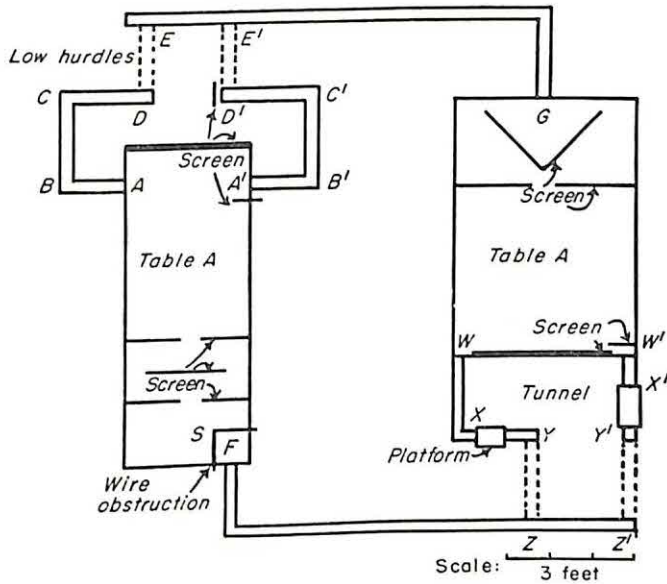 E
E'
Low hurdles
C
C'
D
D'
G
Screen
Screen
B
A
A'
B'
Table A
Table A
Screen
W
W'
Tunnel
X'
Screen
X
S
F
Y
Y'
Platform
Wire
obstruction
Z
Z'
Scale:
3 feet